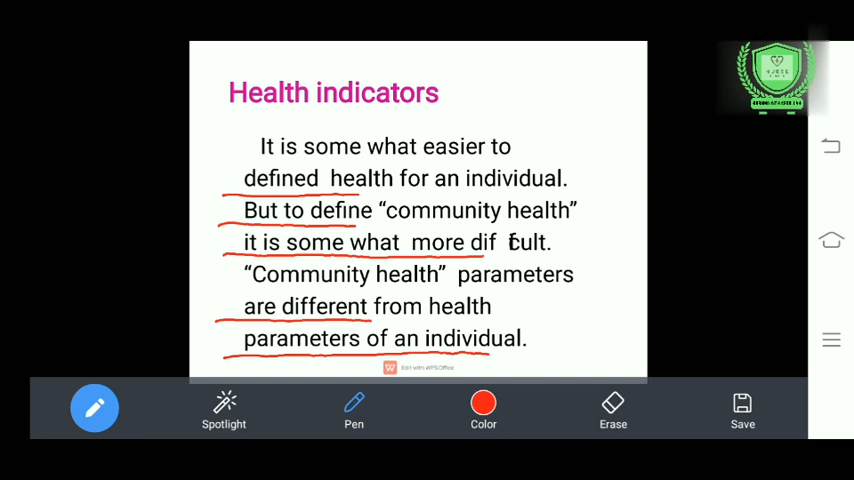 Health indicators
It is some what easier to
defined health for an individual.
But to define “community health”
it is some what more dif fcult.
“Community health” parameters
are different from health
parameters of an individual.
Edit with WPS Office
Spotlight
Pen
Color
Erase
Save